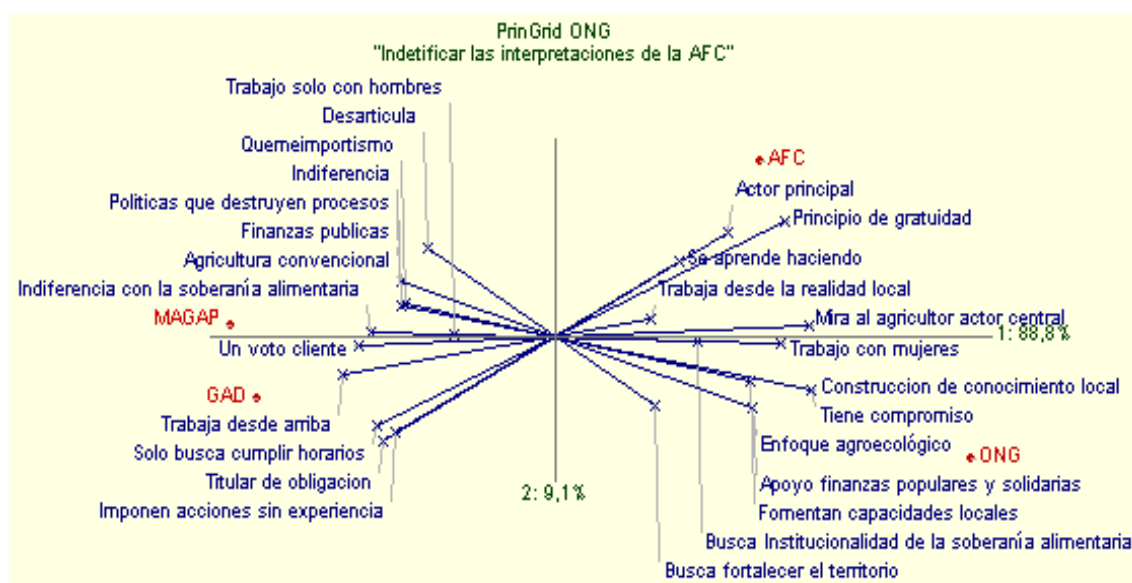 PrinGrid ONG
"Indetificar las interpretaciones de la AFC"
Trabajo solo con hombres
Desarticula
Quemeimportismo
Indiferencia
Politicas que destruyen procesos
Finanzas publicas
Agricultura convencional
Indiferencia con la soberanía alimentaria
MAGAP
Un voto cliente
GAD
Trabaja desde arriba
Solo busca cumplir horarios
Titular de obligacion
Imponen acciones sin experiencia
AFC
Actor principal
Principio de gratuidad
Se aprende haciendo
Trabaja desde la realidad local
Mira al agricultor actor central
1: 88,8%
Trabajo con mujeres
Construccion de conocimiento local
Tiene compromiso
Enfoque agroecológico
ONG
2: 9,1%
Apoyo finanzas populares y solidarias
Fomentan capacidades locales
Busca Institucionalidad de la soberanía alimentaria
Busca fortalecer el territorio